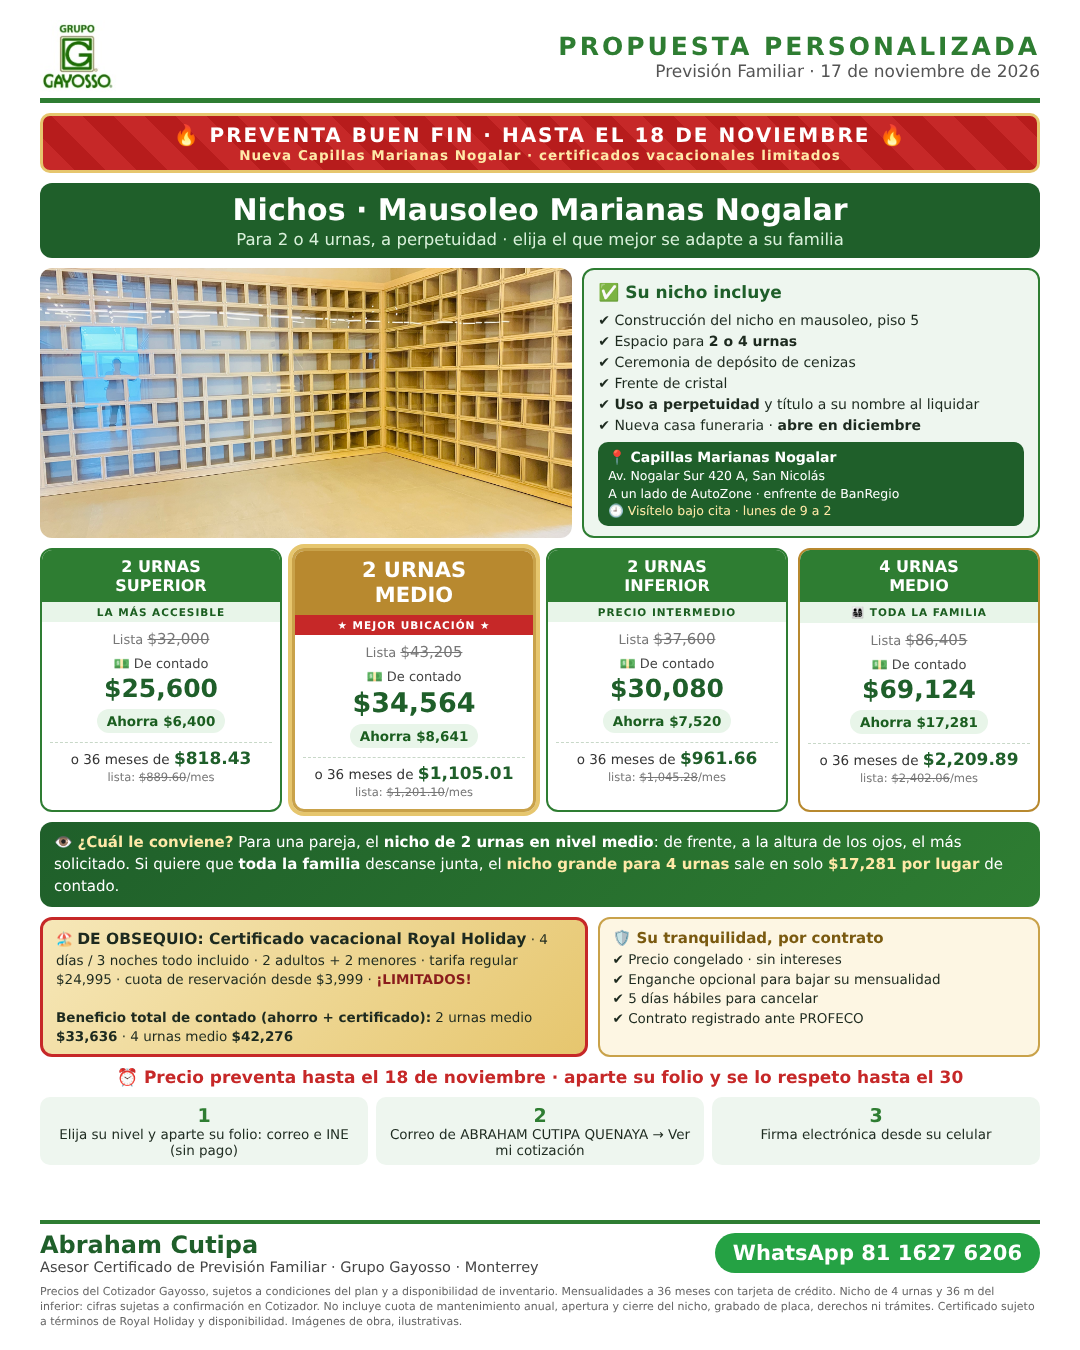 GRUPO
GAYOSSO
PROPUESTA PERSONALIZADA
Previsión Familiar · 17 de noviembre de 2026
🔥 PREVENTA BUEN FIN · HASTA EL 18 DE NOVIEMBRE 🔥
Nueva Capillas Marianas Nogalar · certificados vacacionales limitados
Nichos · Mausoleo Marianas Nogalar
Para 2 o 4 urnas, a perpetuidad · elija el que mejor se adapte a su familia
✅ Su nicho incluye
✔ Construcción del nicho en mausoleo, piso 5
✔ Espacio para 2 o 4 urnas
✔ Ceremonia de depósito de cenizas
✔ Frente de cristal
✔ Uso a perpetuidad y título a su nombre al liquidar
✔ Nueva casa funeraria · abre en diciembre
📍 Capillas Marianas Nogalar
Av. Nogalar Sur 420 A, San Nicolás
A un lado de AutoZone · enfrente de BanRegio
🕘 Visítelo bajo cita · lunes de 9 a 2
2 URNAS
SUPERIOR
LA MÁS ACCESIBLE
Lista $32,000
💵 De contado
$25,600
Ahorra $6,400
o 36 meses de $818.43
lista: $889.60/mes
2 URNAS
MEDIO
★ MEJOR UBICACIÓN ★
Lista $43,205
💵 De contado
$34,564
Ahorra $8,641
o 36 meses de $1,105.01
lista: $1,201.10/mes
2 URNAS
INFERIOR
PRECIO INTERMEDIO
Lista $37,600
💵 De contado
$30,080
Ahorra $7,520
o 36 meses de $961.66
lista: $1,045.28/mes
4 URNAS
MEDIO
👨‍👩‍👧‍👦 TODA LA FAMILIA
Lista $86,405
💵 De contado
$69,124
Ahorra $17,281
o 36 meses de $2,209.89
lista: $2,402.06/mes
👁️ ¿Cuál le conviene? Para una pareja, el nicho de 2 urnas en nivel medio: de frente, a la altura de los ojos, el más
solicitado. Si quiere que toda la familia descanse junta, el nicho grande para 4 urnas sale en solo $17,281 por lugar de
contado.
🏖️ DE OBSEQUIO: Certificado vacacional Royal Holiday · 4
días / 3 noches todo incluido · 2 adultos + 2 menores · tarifa regular
$24,995 · cuota de reservación desde $3,999 · ¡LIMITADOS!
Beneficio total de contado (ahorro + certificado): 2 urnas medio
$33,636 · 4 urnas medio $42,276
🛡️ Su tranquilidad, por contrato
✔ Precio congelado · sin intereses
✔ Enganche opcional para bajar su mensualidad
✔ 5 días hábiles para cancelar
✔ Contrato registrado ante PROFECO
⏰ Precio preventa hasta el 18 de noviembre · aparte su folio y se lo respeto hasta el 30
1
Elija su nivel y aparte su folio: correo e INE
(sin pago)
2
Correo de ABRAHAM CUTIPA QUENAYA → Ver
mi cotización
3
Firma electrónica desde su celular
Abraham Cutipa
Asesor Certificado de Previsión Familiar · Grupo Gayosso · Monterrey
WhatsApp 81 1627 6206
Precios del Cotizador Gayosso, sujetos a condiciones del plan y a disponibilidad de inventario. Mensualidades a 36 meses con tarjeta de crédito. Nicho de 4 urnas y 36 m del
inferior: cifras sujetas a confirmación en Cotizador. No incluye cuota de mantenimiento anual, apertura y cierre del nicho, grabado de placa, derechos ni trámites. Certificado sujeto
a términos de Royal Holiday y disponibilidad. Imágenes de obra, ilustrativas.